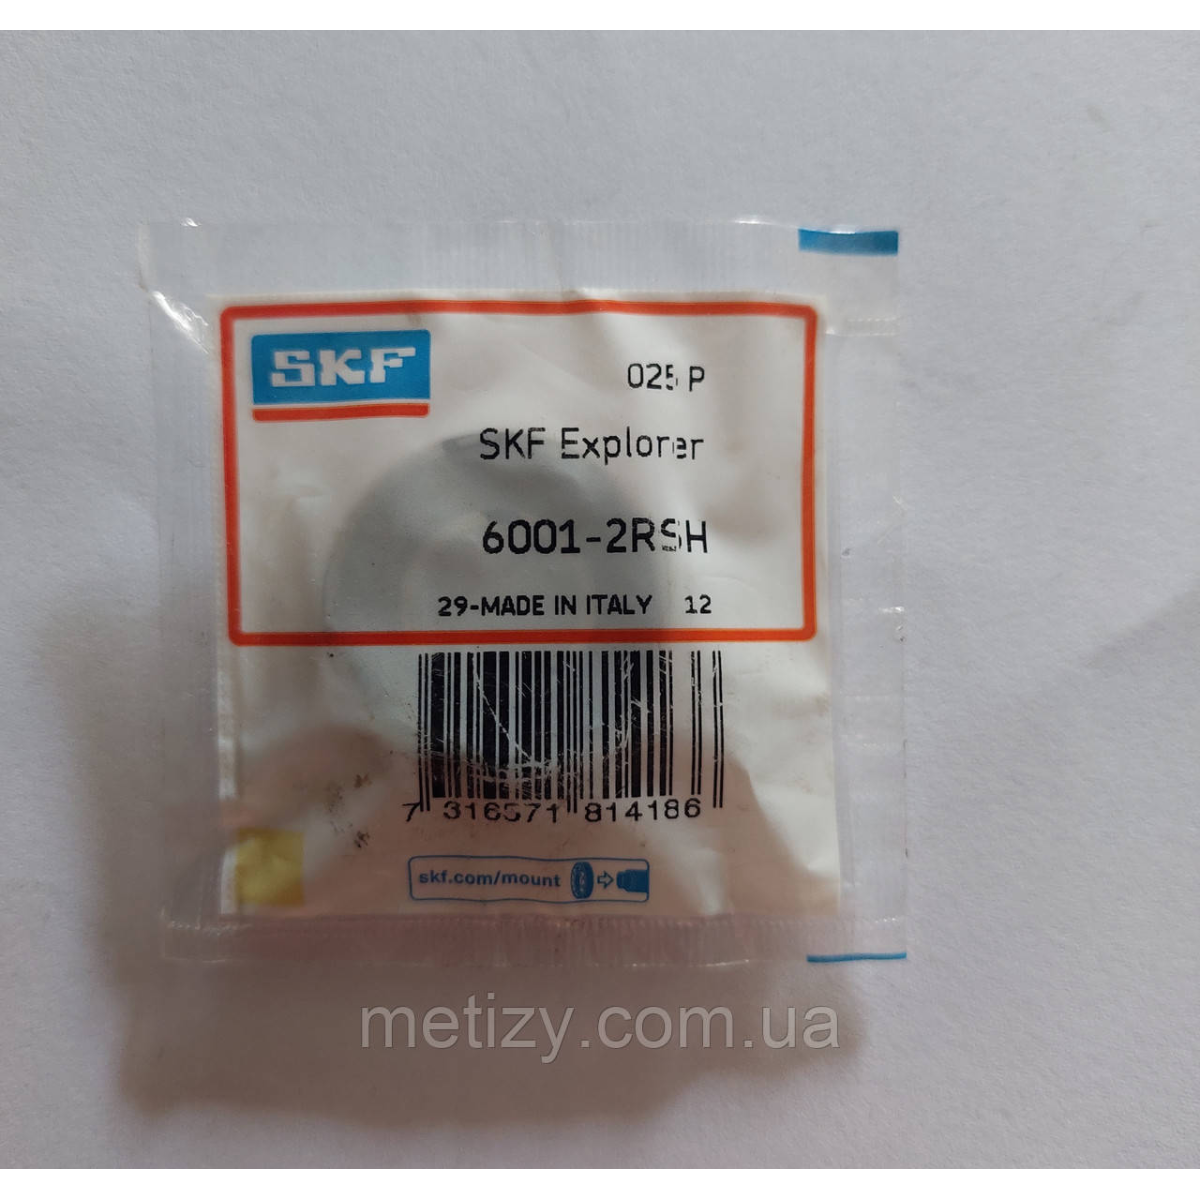 SKF
025 P
SKF Explorer
6001-2RSH
29-MADE IN ITALY 12
7 316571 814186
skf.com/mount
metizy.com.ua